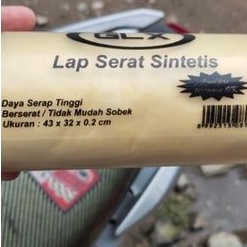 GLX
Lap Serat Sintetis
Daya Serap Tinggi
Berserat / Tidak Mudah Sobek
Ukuran : 43 x 32 x 0.2 cm